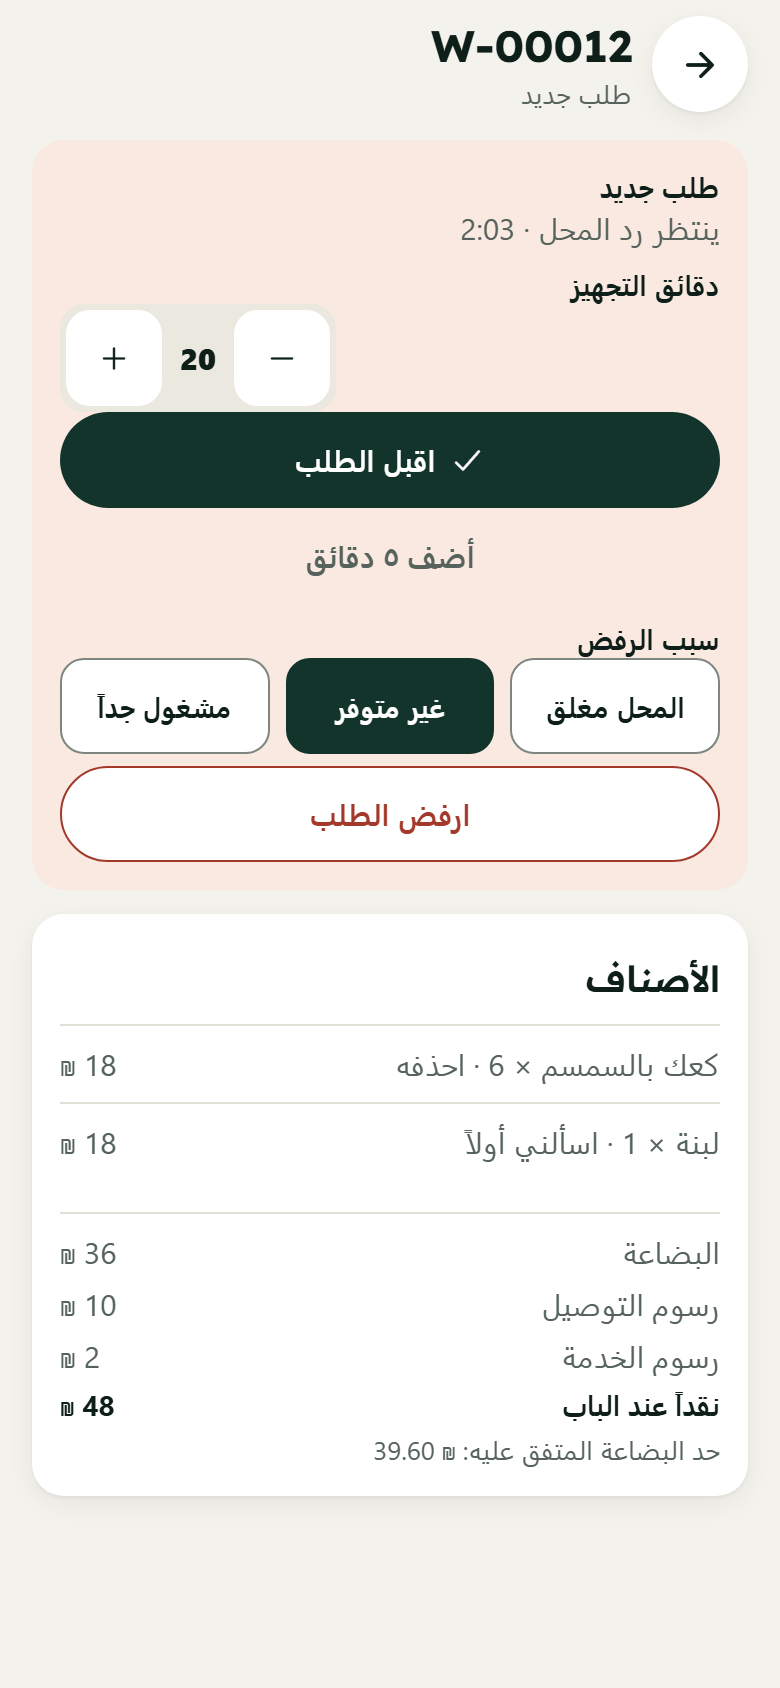 W-00012
طلب جديد
طلب جديد
ينتظر رد المحل · 2:03
دقائق التجهيز
− 20 +
اقبل الطلب
أضف ٥ دقائق
سبب الرفض
المحل مغلق
غير متوفر
مشغول جداً
ارفض الطلب
الأصناف
كعك بالسمسم × 6 · احذفه 18 ₪
لبنة × 1 · اسألني أولاً 18 ₪
البضاعة 36 ₪
رسوم التوصيل 10 ₪
رسوم الخدمة 2 ₪
نقداً عند الباب 48 ₪
حد البضاعة المتفق عليه: ₪ 39.60